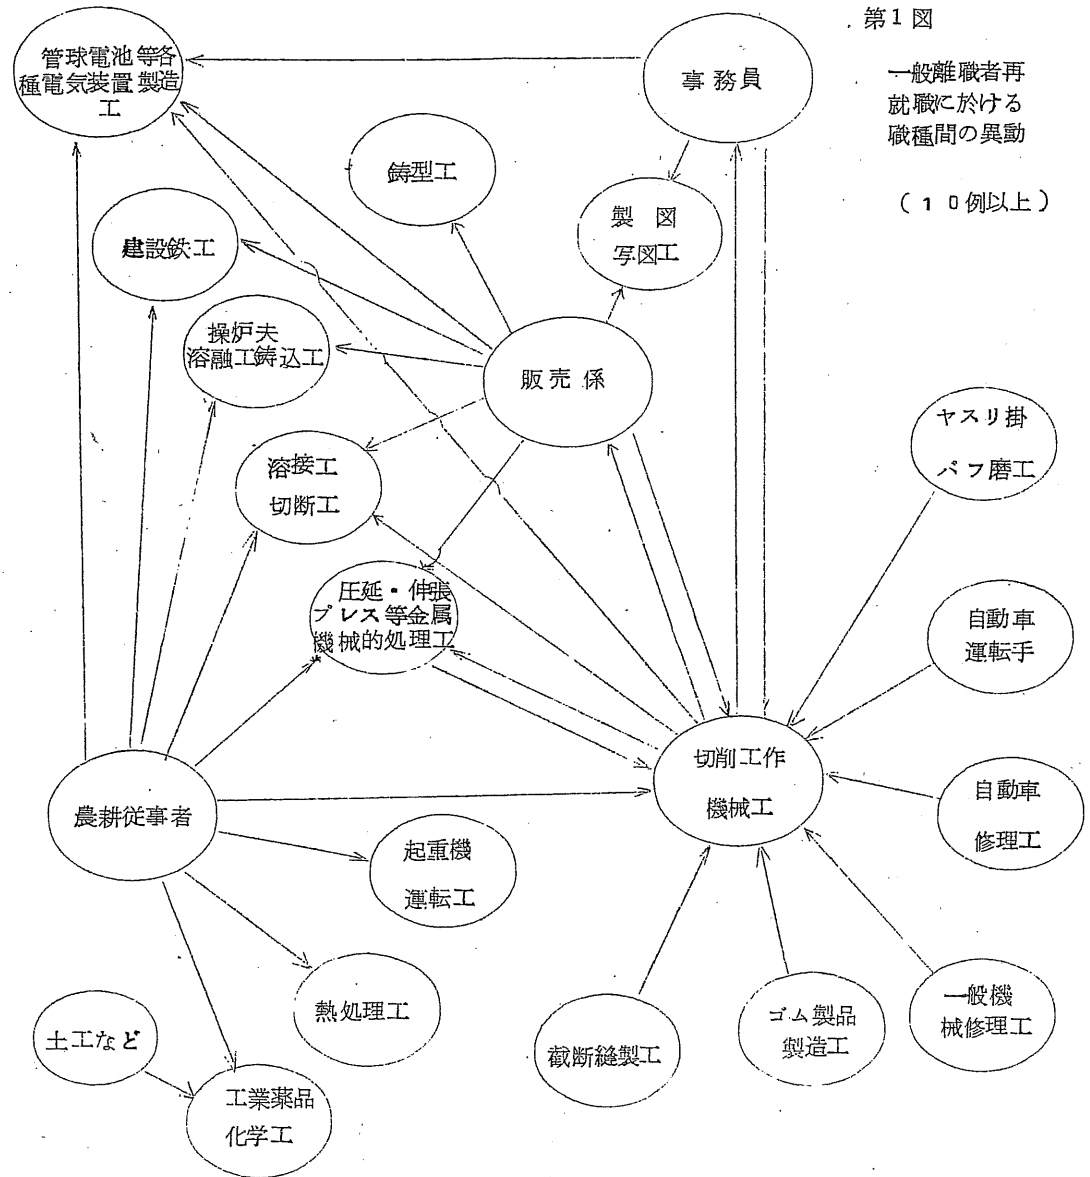 第1図
一般離職者再
就職に於ける
職種間の異動
(10例以上)
管球電池等各
種電気装置製造
工
事務員
鋳型工
製図
写図工
建設鉄工
操炉夫
溶融工鋳込工
販売係
ヤスリ掛
バフ磨工
溶接工
切断工
圧延・伸張
プレス等金属
機械的処理工
自動車
運転手
切削工作
機械工
農耕従事者
自動車
修理工
起重機
運転工
熱処理工
土工など
截断縫製工
ゴム製品
製造工
一般機
械修理工
工業薬品
化学工